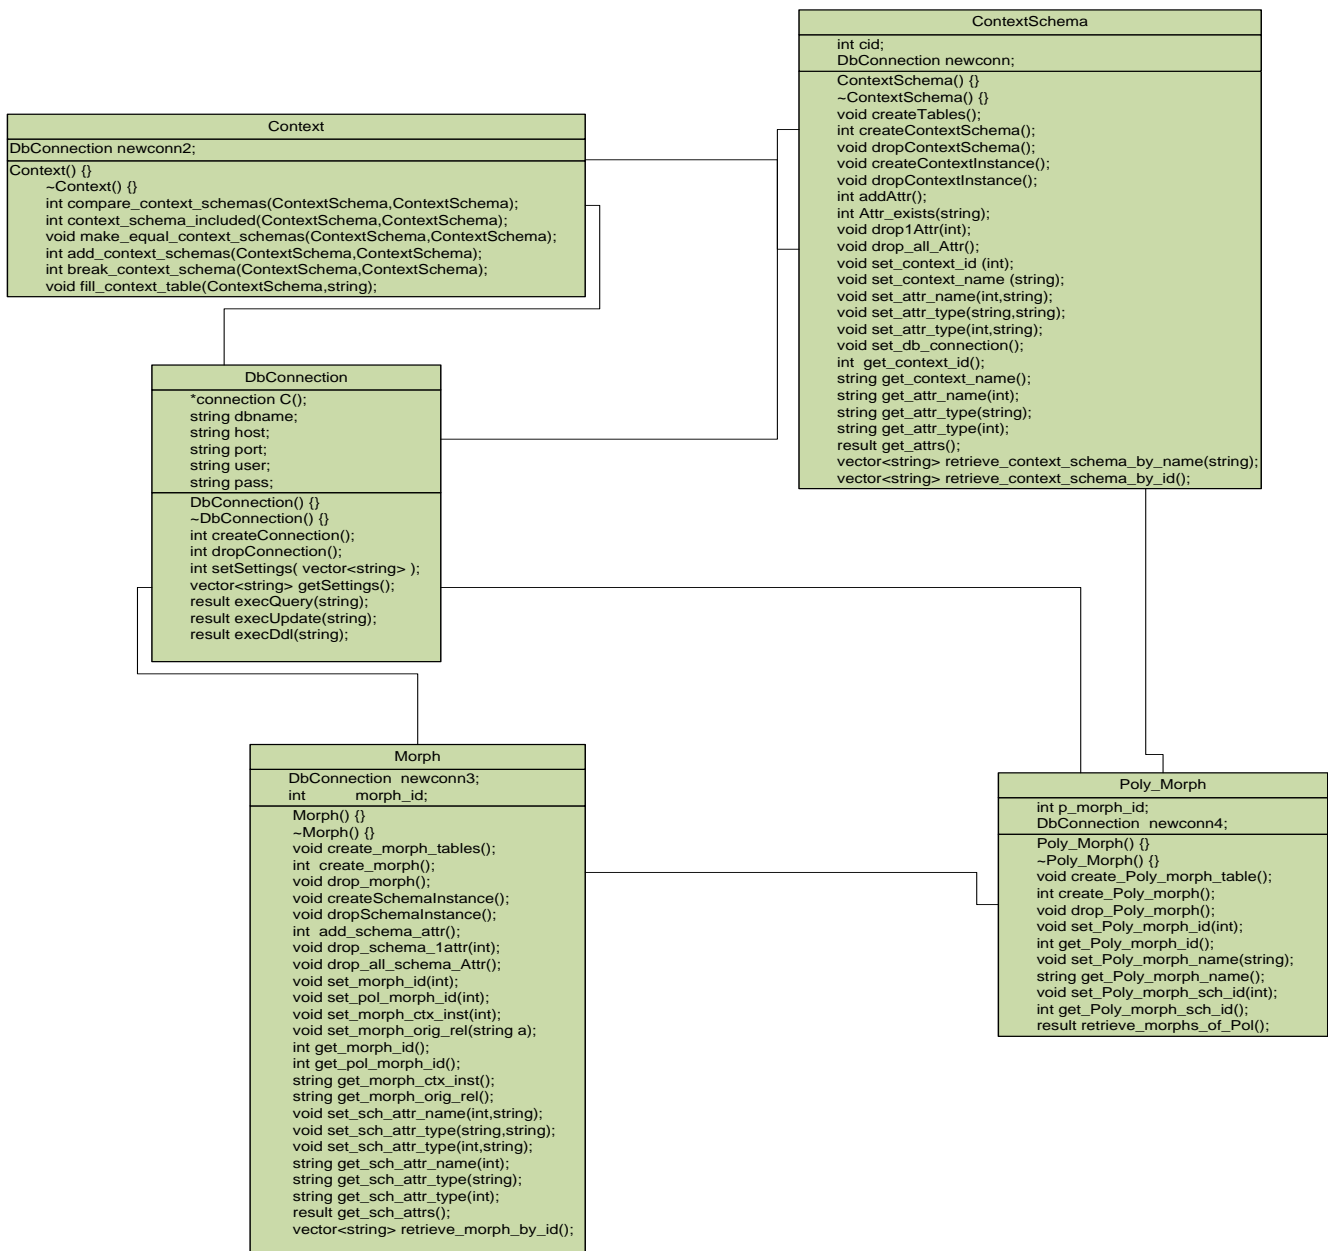 ContextSchema
int cid;
DbConnection newconn;
ContextSchema() {}
~ContextSchema() {}
void createTables();
int createContextSchema();
void dropContextSchema();
void createContextInstance();
void dropContextInstance();
int addAttr();
int Attr_exists(string);
void drop1Attr(int);
void drop_all_Attr();
void set_context_id (int);
void set_context_name (string);
void set_attr_name(int,string);
void set_attr_type(string,string);
void set_attr_type(int,string);
void set_db_connection();
int get_context_id();
string get_context_name();
string get_attr_name(int);
string get_attr_type(string);
string get_attr_type(int);
result get_attrs();
vector<string> retrieve_context_schema_by_name(string);
vector<string> retrieve_context_schema_by_id();
Context
DbConnection newconn2;
Context() {}
~Context() {}
int compare_context_schemas(ContextSchema,ContextSchema);
int context_schema_included(ContextSchema,ContextSchema);
void make_equal_context_schemas(ContextSchema,ContextSchema);
int add_context_schemas(ContextSchema,ContextSchema);
int break_context_schema(ContextSchema,ContextSchema);
void fill_context_table(ContextSchema,string);
DbConnection
*connection C();
string dbname;
string host;
string port;
string user;
string pass;
DbConnection() {}
~DbConnection() {}
int createConnection();
int dropConnection();
int setSettings( vector<string> );
vector<string> getSettings();
result execQuery(string);
result execUpdate(string);
result execDdl(string);
Morph
DbConnection newconn3;
int morph_id;
Morph() {}
~Morph() {}
void create_morph_tables();
int create_morph();
void drop_morph();
void createSchemaInstance();
void dropSchemaInstance();
int add_schema_attr();
void drop_schema_1attr(int);
void drop_all_schema_Attr();
void set_morph_id(int);
void set_pol_morph_id(int);
void set_morph_ctx_inst(int);
void set_morph_orig_rel(string a);
int get_morph_id();
int get_pol_morph_id();
string get_morph_ctx_inst();
string get_morph_orig_rel();
void set_sch_attr_name(int,string);
void set_sch_attr_type(string,string);
void set_sch_attr_type(int,string);
string get_sch_attr_name(int);
string get_sch_attr_type(string);
string get_sch_attr_type(int);
result get_sch_attrs();
vector<string> retrieve_morph_by_id();
Poly_Morph
int p_morph_id;
DbConnection newconn4;
Poly_Morph() {}
~Poly_Morph() {}
void create_Poly_morph_table();
int create_Poly_morph();
void drop_Poly_morph();
void set_Poly_morph_id(int);
int get_Poly_morph_id();
void set_Poly_morph_name(string);
string get_Poly_morph_name();
void set_Poly_morph_sch_id(int);
int get_Poly_morph_sch_id();
result retrieve_morphs_of_Pol();